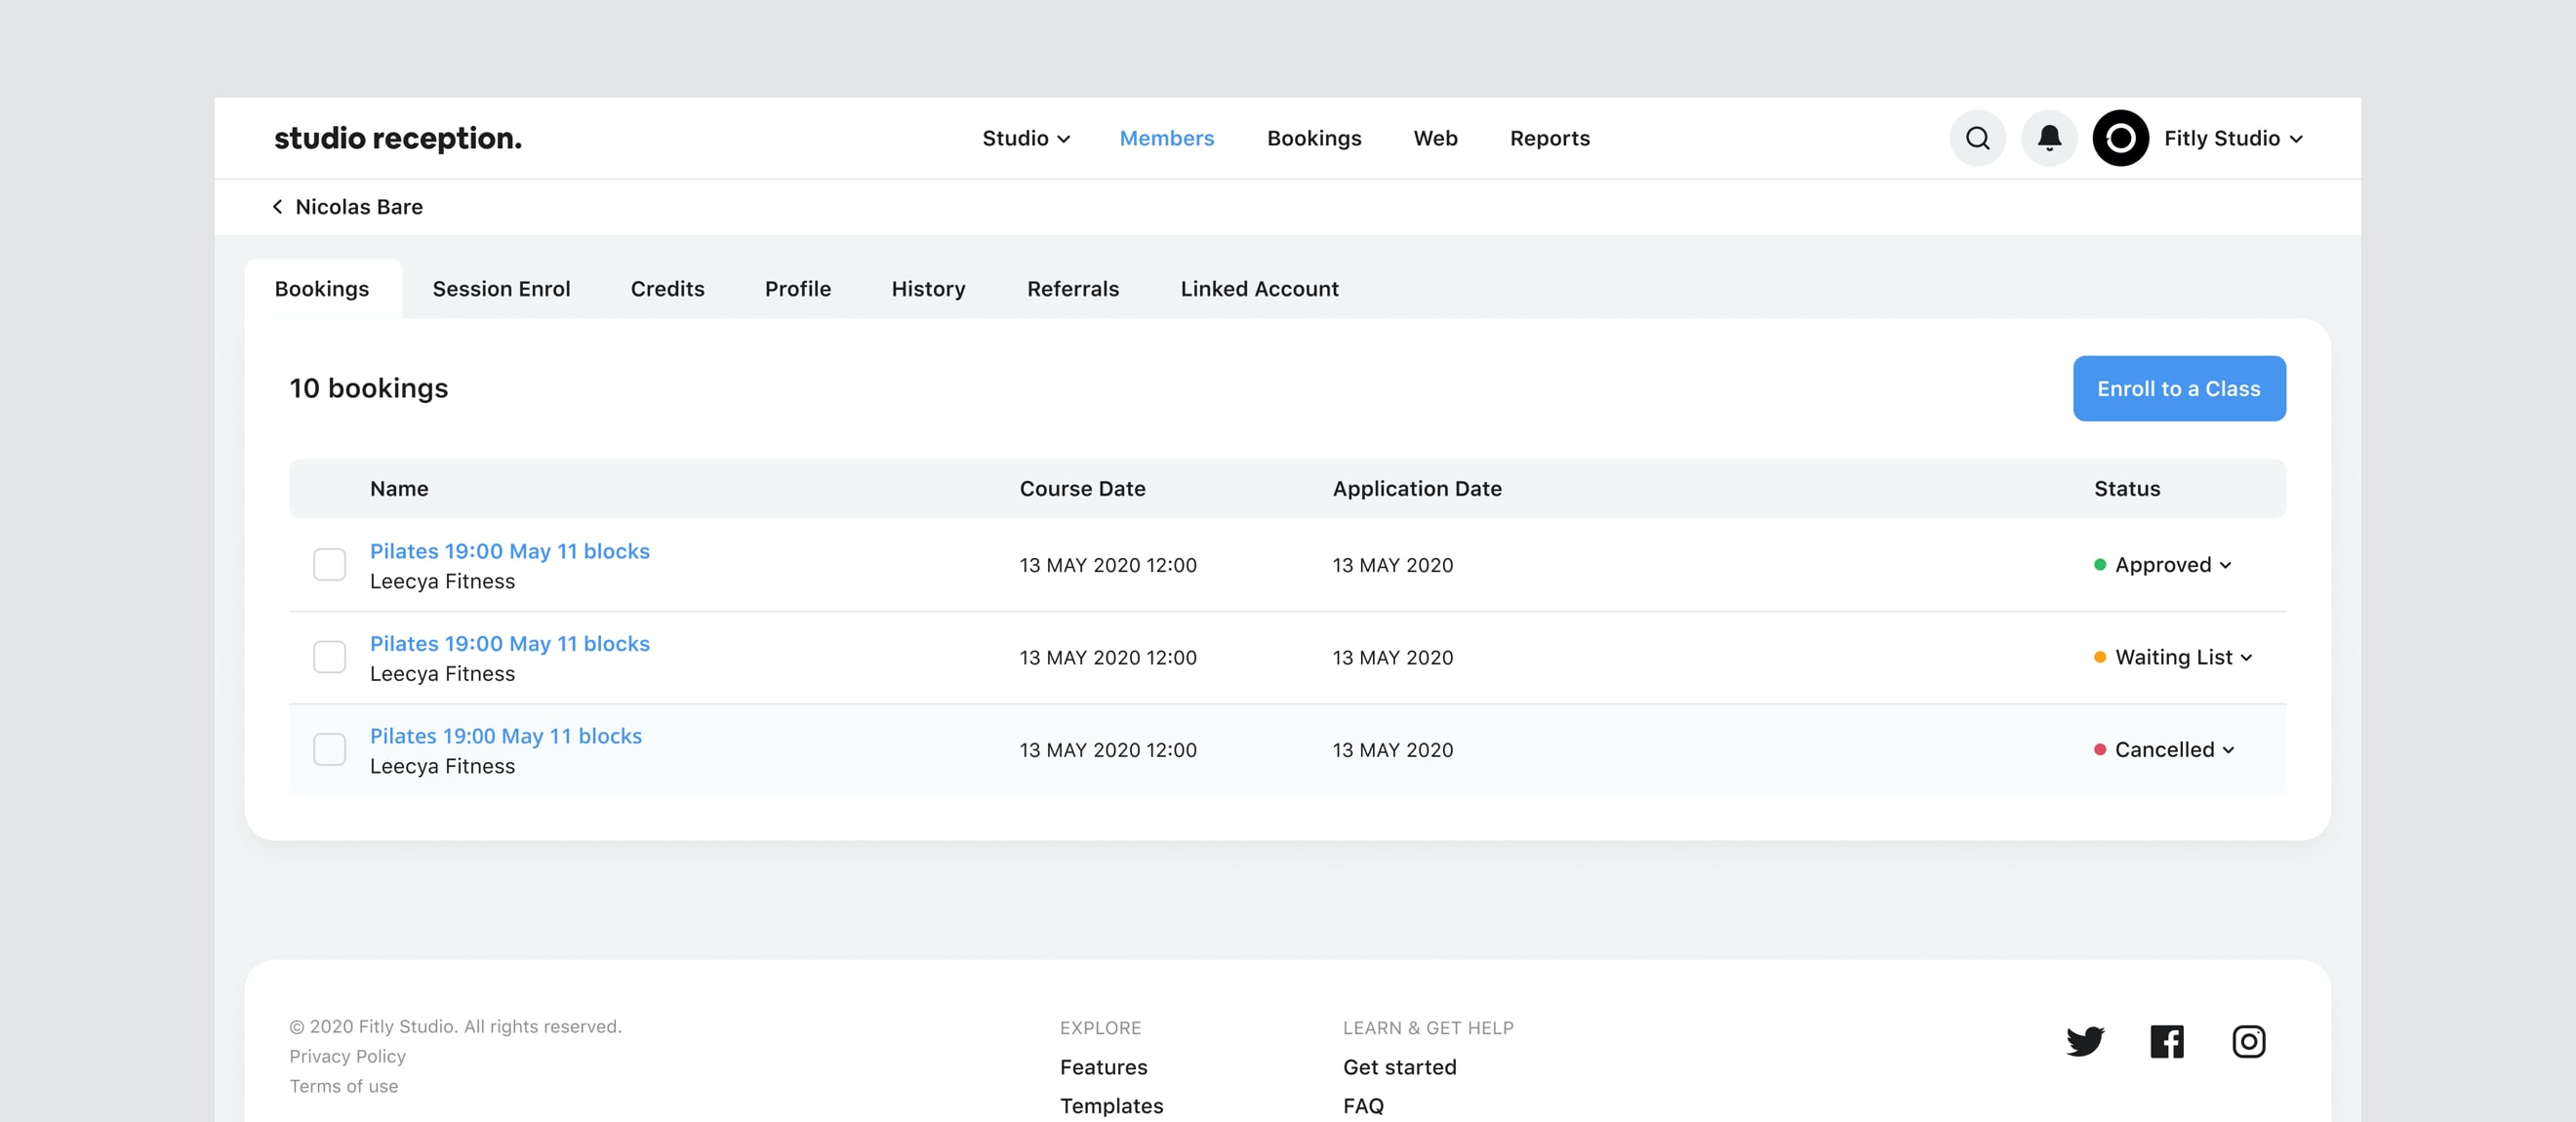 studio reception.
Studio
Members
Bookings
Web
Reports
Fitly Studio
Nicolas Bare
Bookings
Session Enrol
Credits
Profile
History
Referrals
Linked Account
10 bookings
Enroll to a Class
Name
Course Date
Application Date
Status
Pilates 19:00 May 11 blocks
Leecya Fitness
13 MAY 2020 12:00
13 MAY 2020
Approved
Pilates 19:00 May 11 blocks
Leecya Fitness
13 MAY 2020 12:00
13 MAY 2020
Waiting List
Pilates 19:00 May 11 blocks
Leecya Fitness
13 MAY 2020 12:00
13 MAY 2020
Cancelled
© 2020 Fitly Studio. All rights reserved.
Privacy Policy
Terms of use
EXPLORE
Features
Templates
LEARN & GET HELP
Get started
FAQ